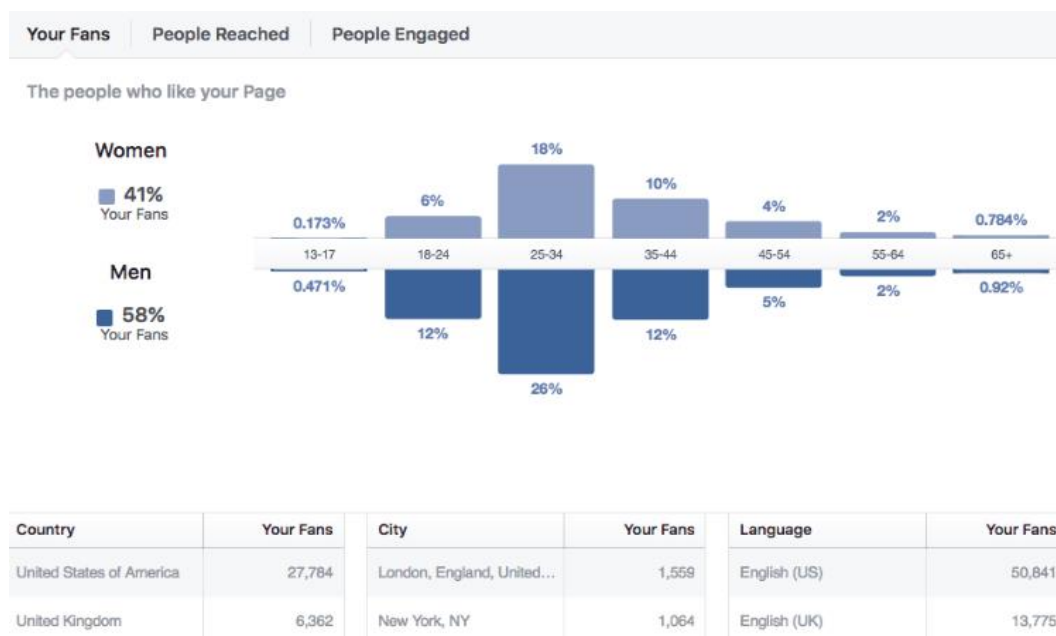 Your Fans People Reached People Engaged
The people who like your Page
Women
41%
Your Fans
0.173% 6% 18% 10% 4% 2% 0.784%
13-17 18-24 25-34 35-44 45-54 55-64 65+
Men
58%
Your Fans
0.471% 12% 26% 12% 5% 2% 0.92%
Country Your Fans City Your Fans Language Your Fans
United States of America 27,784 London, England, United... 1,559 English (US) 50,841
United Kingdom 6,362 New York, NY 1,064 English (UK) 13,775